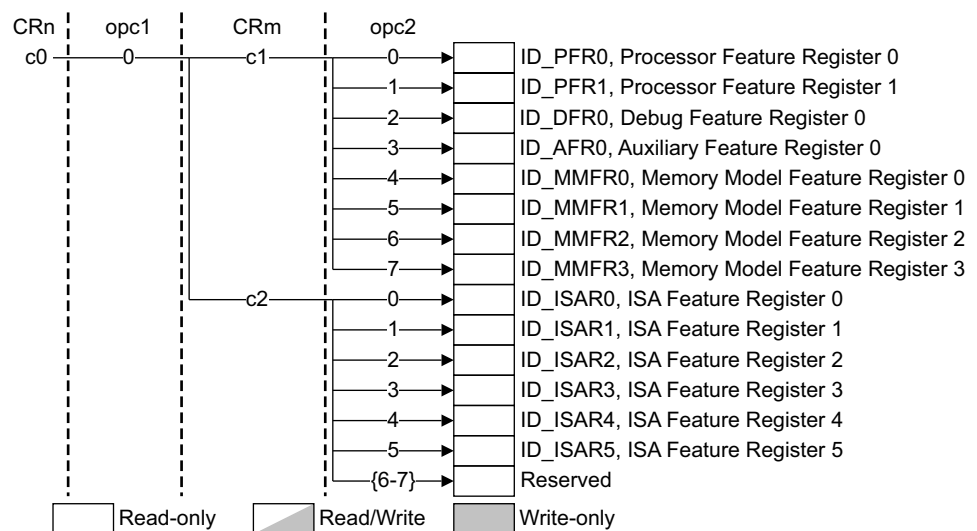 CRn opc1 CRm opc2
c0 0 c1 0 ID_PFR0, Processor Feature Register 0
1 ID_PFR1, Processor Feature Register 1
2 ID_DFR0, Debug Feature Register 0
3 ID_AFR0, Auxiliary Feature Register 0
4 ID_MMFR0, Memory Model Feature Register 0
5 ID_MMFR1, Memory Model Feature Register 1
6 ID_MMFR2, Memory Model Feature Register 2
7 ID_MMFR3, Memory Model Feature Register 3
c2 0 ID_ISAR0, ISA Feature Register 0
1 ID_ISAR1, ISA Feature Register 1
2 ID_ISAR2, ISA Feature Register 2
3 ID_ISAR3, ISA Feature Register 3
4 ID_ISAR4, ISA Feature Register 4
5 ID_ISAR5, ISA Feature Register 5
{6-7} Reserved
Read-only Read/Write Write-only